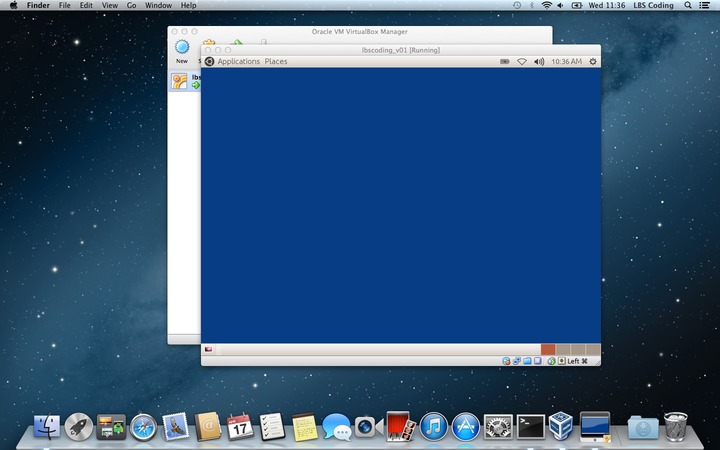 Finder File Edit View Go Window Help Wed 11:36 LBS Coding
Oracle VM VirtualBox Manager
New
lbscoding_v01 [Running]
Applications Places 10:36 AM
lbs
Left ⌘
17